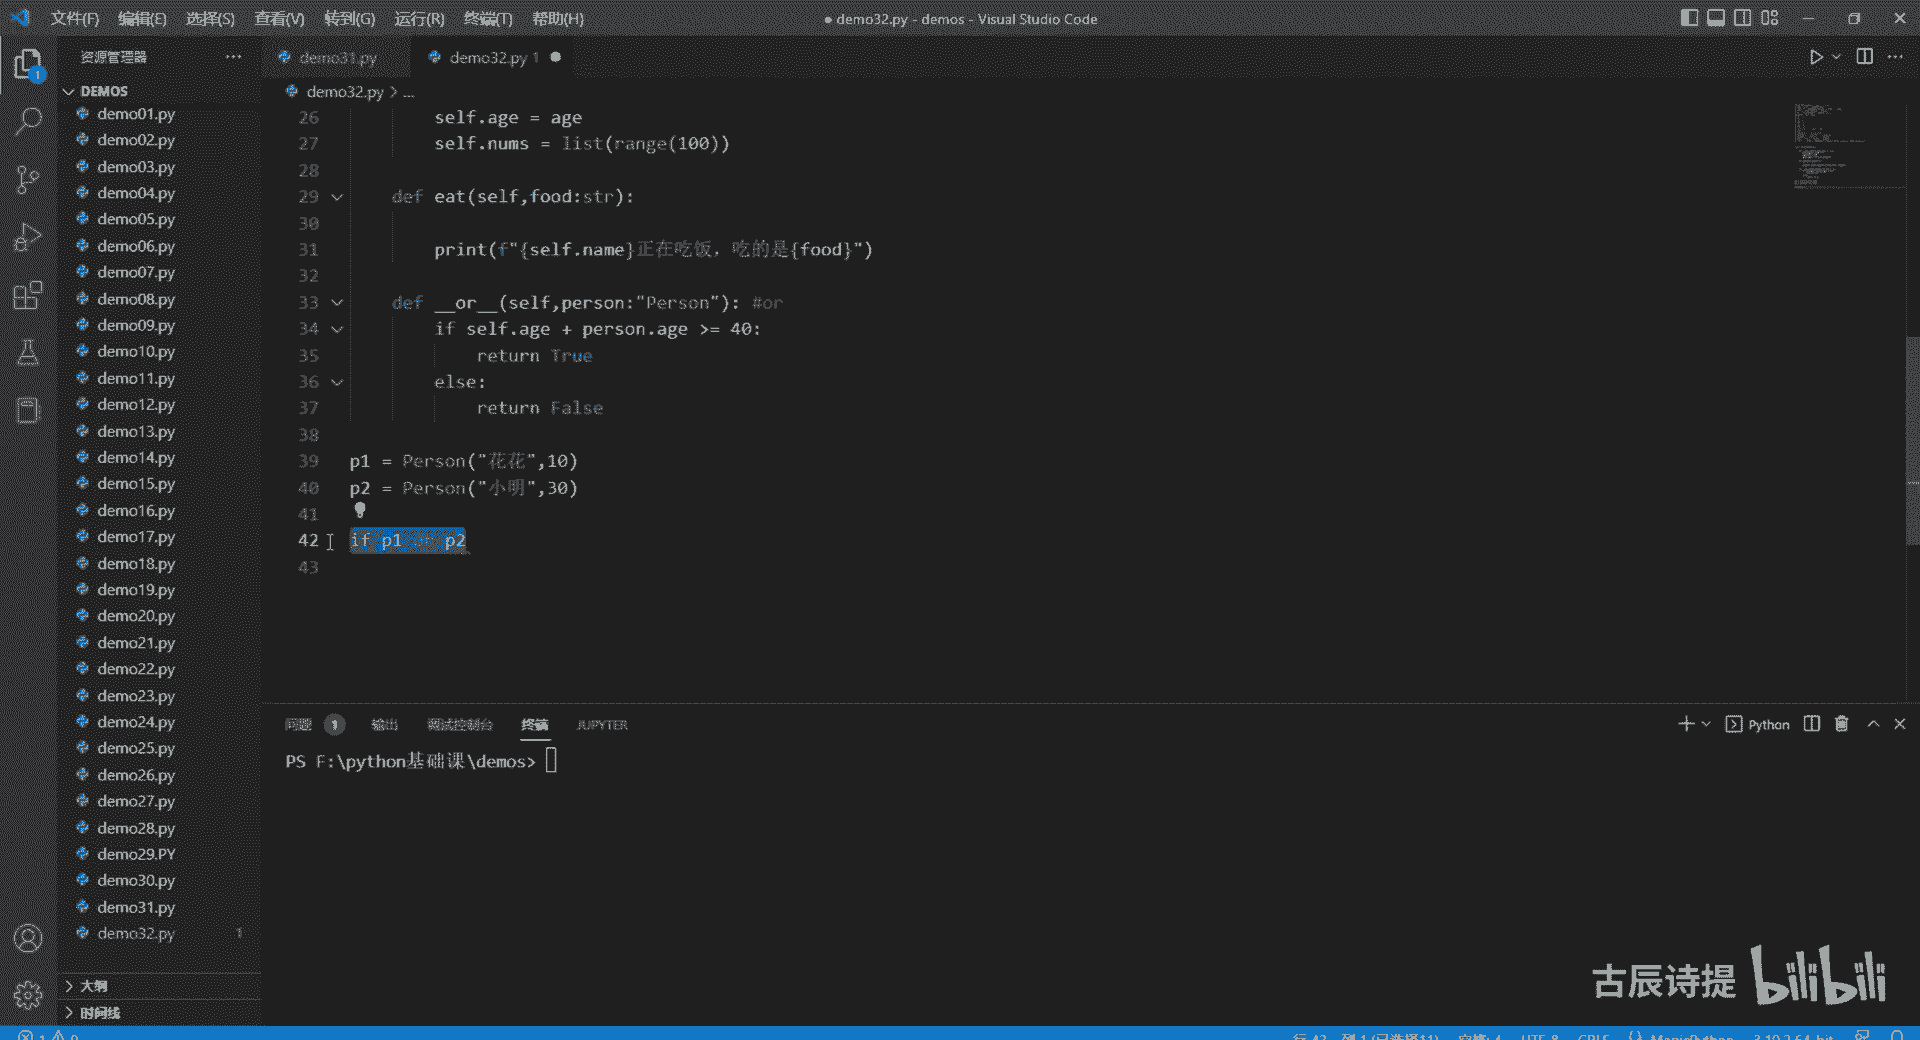 文件(F) 编辑(E) 选择(S) 查看(V) 转到(G) 运行(R) 终端(T) 帮助(H)
● demo32.py - demos - Visual Studio Code
资源管理器
1
DEMOS
demo01.py
demo02.py
demo03.py
demo04.py
demo05.py
demo06.py
demo07.py
demo08.py
demo09.py
demo10.py
demo11.py
demo12.py
demo13.py
demo14.py
demo15.py
demo16.py
demo17.py
demo18.py
demo19.py
demo20.py
demo21.py
demo22.py
demo23.py
demo24.py
demo25.py
demo26.py
demo27.py
demo28.py
demo29.PY
demo30.py
demo31.py
demo32.py 1
大纲
时间线
demo31.py
demo32.py 1
demo32.py > ...
26 self.age = age
27 self.nums = list(range(100))
28
29 def eat(self,food:str):
30
31 print(f"{self.name}正在吃饭，吃的是{food}")
32
33 def __or__(self,person:"Person"): #or
34 if self.age + person.age >= 40:
35 return True
36 else:
37 return False
38
39 p1 = Person("花花",10)
40 p2 = Person("小明",30)
41
42 if p1 p2
43
问题 1 输出 调试控制台 终端 JUPYTER
Python
PS F:\python基础课\demos>
古辰诗提 bilibili